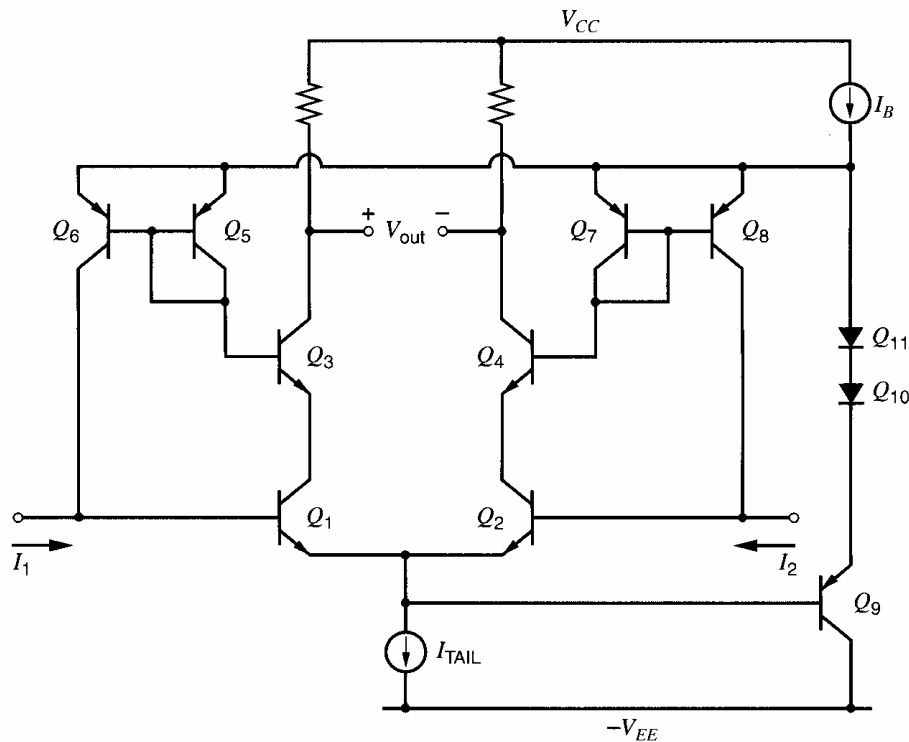 V_CC
I_B
Q_6
Q_5
+ V_out −
Q_7
Q_8
Q_3
Q_4
Q_11
Q_10
Q_1
Q_2
I_1
I_2
Q_9
I_TAIL
−V_EE